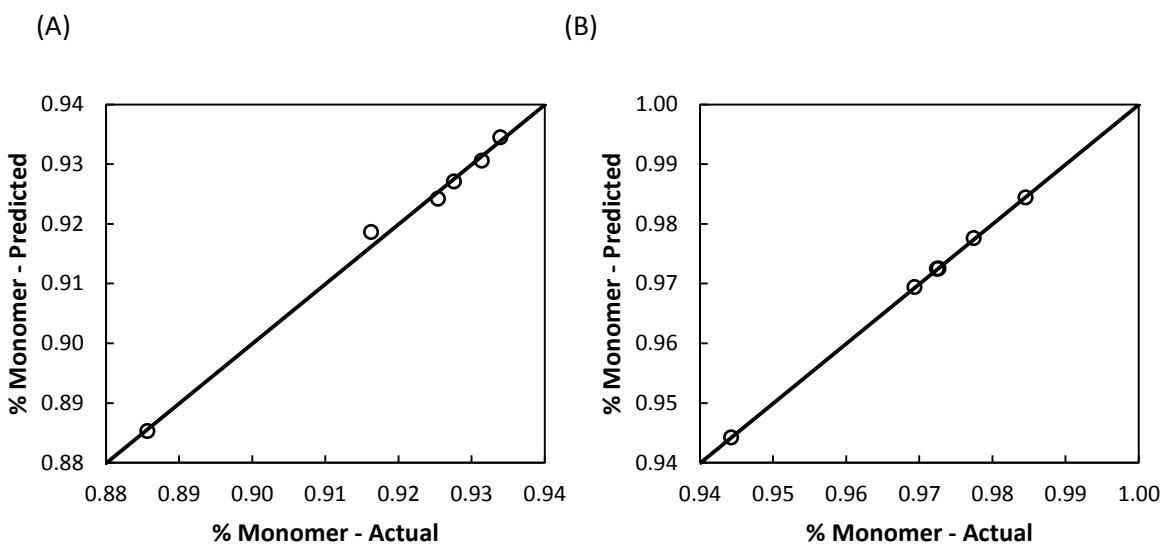 (A)
0.94
0.93
0.92
0.91
0.90
0.89
0.88
% Monomer - Predicted
0.88 0.89 0.90 0.91 0.92 0.93 0.94
% Monomer - Actual
(B)
1.00
0.99
0.98
0.97
0.96
0.95
0.94
% Monomer - Predicted
0.94 0.95 0.96 0.97 0.98 0.99 1.00
% Monomer - Actual